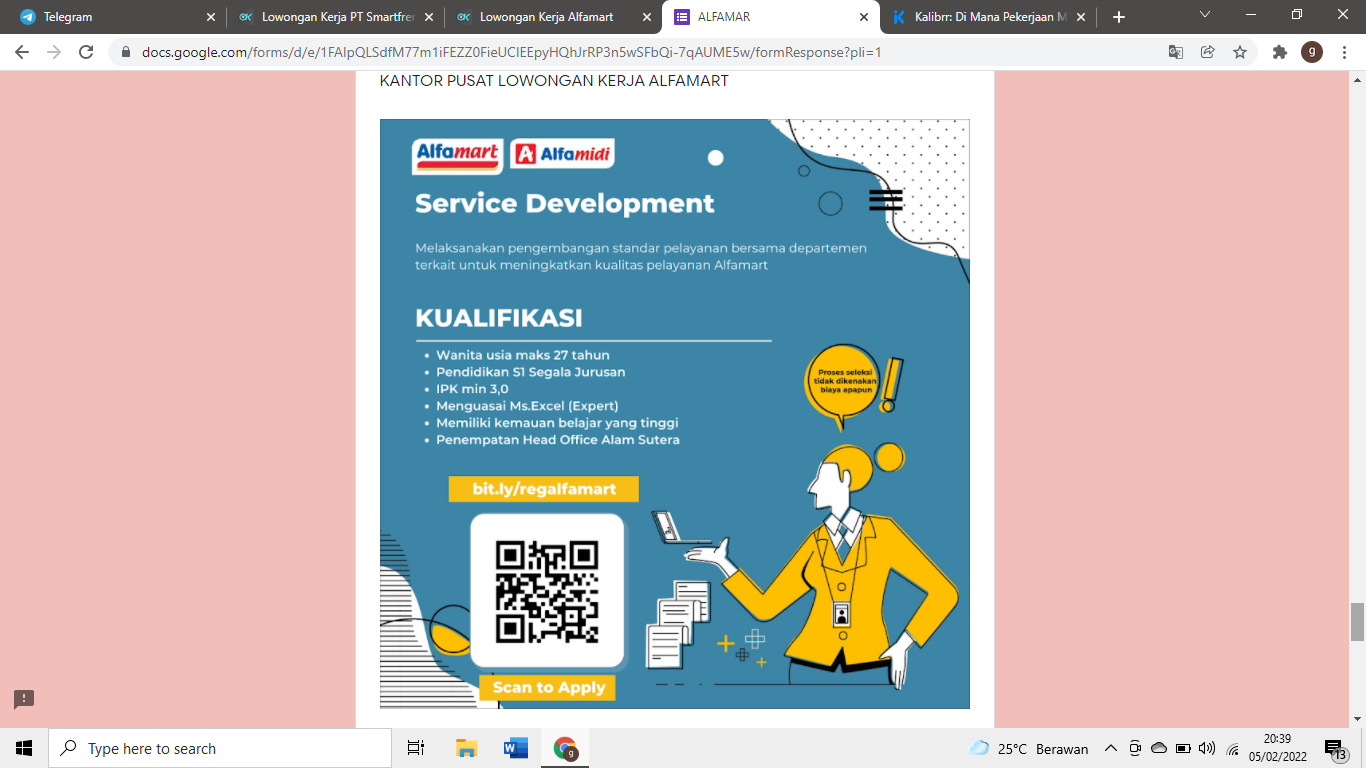 Telegram
Lowongan Kerja PT Smartfre
Lowongan Kerja Alfamart
ALFAMAR
Kalibrr: Di Mana Pekerjaan M
docs.google.com/forms/d/e/1FAIpQLSdfM77m1iFEZZ0FieUCIEEpyHQhJrRP3n5wSFbQi-7qAUME5w/formResponse?pli=1
g
KANTOR PUSAT LOWONGAN KERJA ALFAMART
Alfamart
A Alfamidi
Service Development
Melaksanakan pengembangan standar pelayanan bersama departemen
terkait untuk meningkatkan kualitas pelayanan Alfamart
KUALIFIKASI
• Wanita usia maks 27 tahun
• Pendidikan S1 Segala Jurusan
• IPK min 3,0
• Menguasai Ms.Excel (Expert)
• Memiliki kemauan belajar yang tinggi
• Penempatan Head Office Alam Sutera
Proses seleksi
tidak dikenakan
biaya apapun
bit.ly/regalfamart
Scan to Apply
Type here to search
g
25°C Berawan
20:39
05/02/2022
13